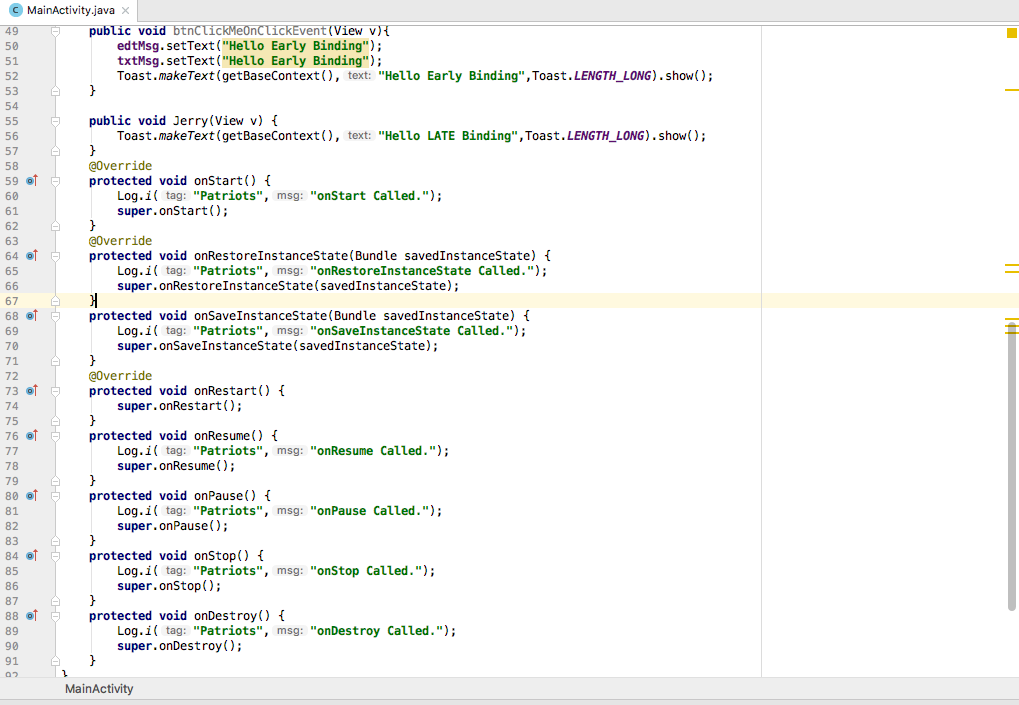 MainActivity.java
49 public void btnClickMeOnClickEvent(View v){
50 edtMsg.setText("Hello Early Binding");
51 txtMsg.setText("Hello Early Binding");
52 Toast.makeText(getBaseContext(), text: "Hello Early Binding",Toast.LENGTH_LONG).show();
53 }
54
55 public void Jerry(View v) {
56 Toast.makeText(getBaseContext(), text: "Hello LATE Binding",Toast.LENGTH_LONG).show();
57 }
58 @Override
59 protected void onStart() {
60 Log.i( tag: "Patriots", msg: "onStart Called.");
61 super.onStart();
62 }
63 @Override
64 protected void onRestoreInstanceState(Bundle savedInstanceState) {
65 Log.i( tag: "Patriots", msg: "onRestoreInstanceState Called.");
66 super.onRestoreInstanceState(savedInstanceState);
67 }
68 protected void onSaveInstanceState(Bundle savedInstanceState) {
69 Log.i( tag: "Patriots", msg: "onSaveInstanceState Called.");
70 super.onSaveInstanceState(savedInstanceState);
71 }
72 @Override
73 protected void onRestart() {
74 super.onRestart();
75 }
76 protected void onResume() {
77 Log.i( tag: "Patriots", msg: "onResume Called.");
78 super.onResume();
79 }
80 protected void onPause() {
81 Log.i( tag: "Patriots", msg: "onPause Called.");
82 super.onPause();
83 }
84 protected void onStop() {
85 Log.i( tag: "Patriots", msg: "onStop Called.");
86 super.onStop();
87 }
88 protected void onDestroy() {
89 Log.i( tag: "Patriots", msg: "onDestroy Called.");
90 super.onDestroy();
91 }
92 }
MainActivity